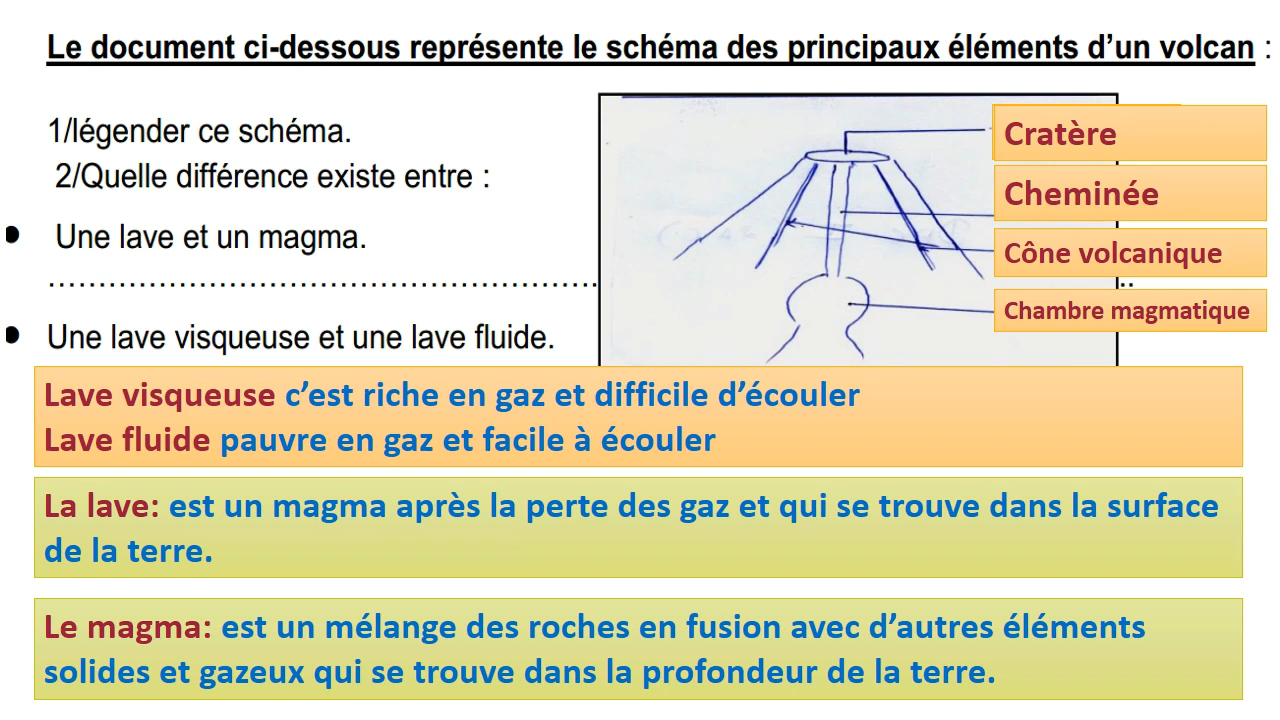 Le document ci-dessous représente le schéma des principaux éléments d’un volcan :
1/légender ce schéma.
2/Quelle différence existe entre :
● Une lave et un magma.
…………………………………………………..
● Une lave visqueuse et une lave fluide.
Cratère
Cheminée
Cône volcanique
..
Chambre magmatique
Lave visqueuse c’est riche en gaz et difficile d’écouler
Lave fluide pauvre en gaz et facile à écouler
La lave: est un magma après la perte des gaz et qui se trouve dans la surface
de la terre.
Le magma: est un mélange des roches en fusion avec d’autres éléments
solides et gazeux qui se trouve dans la profondeur de la terre.